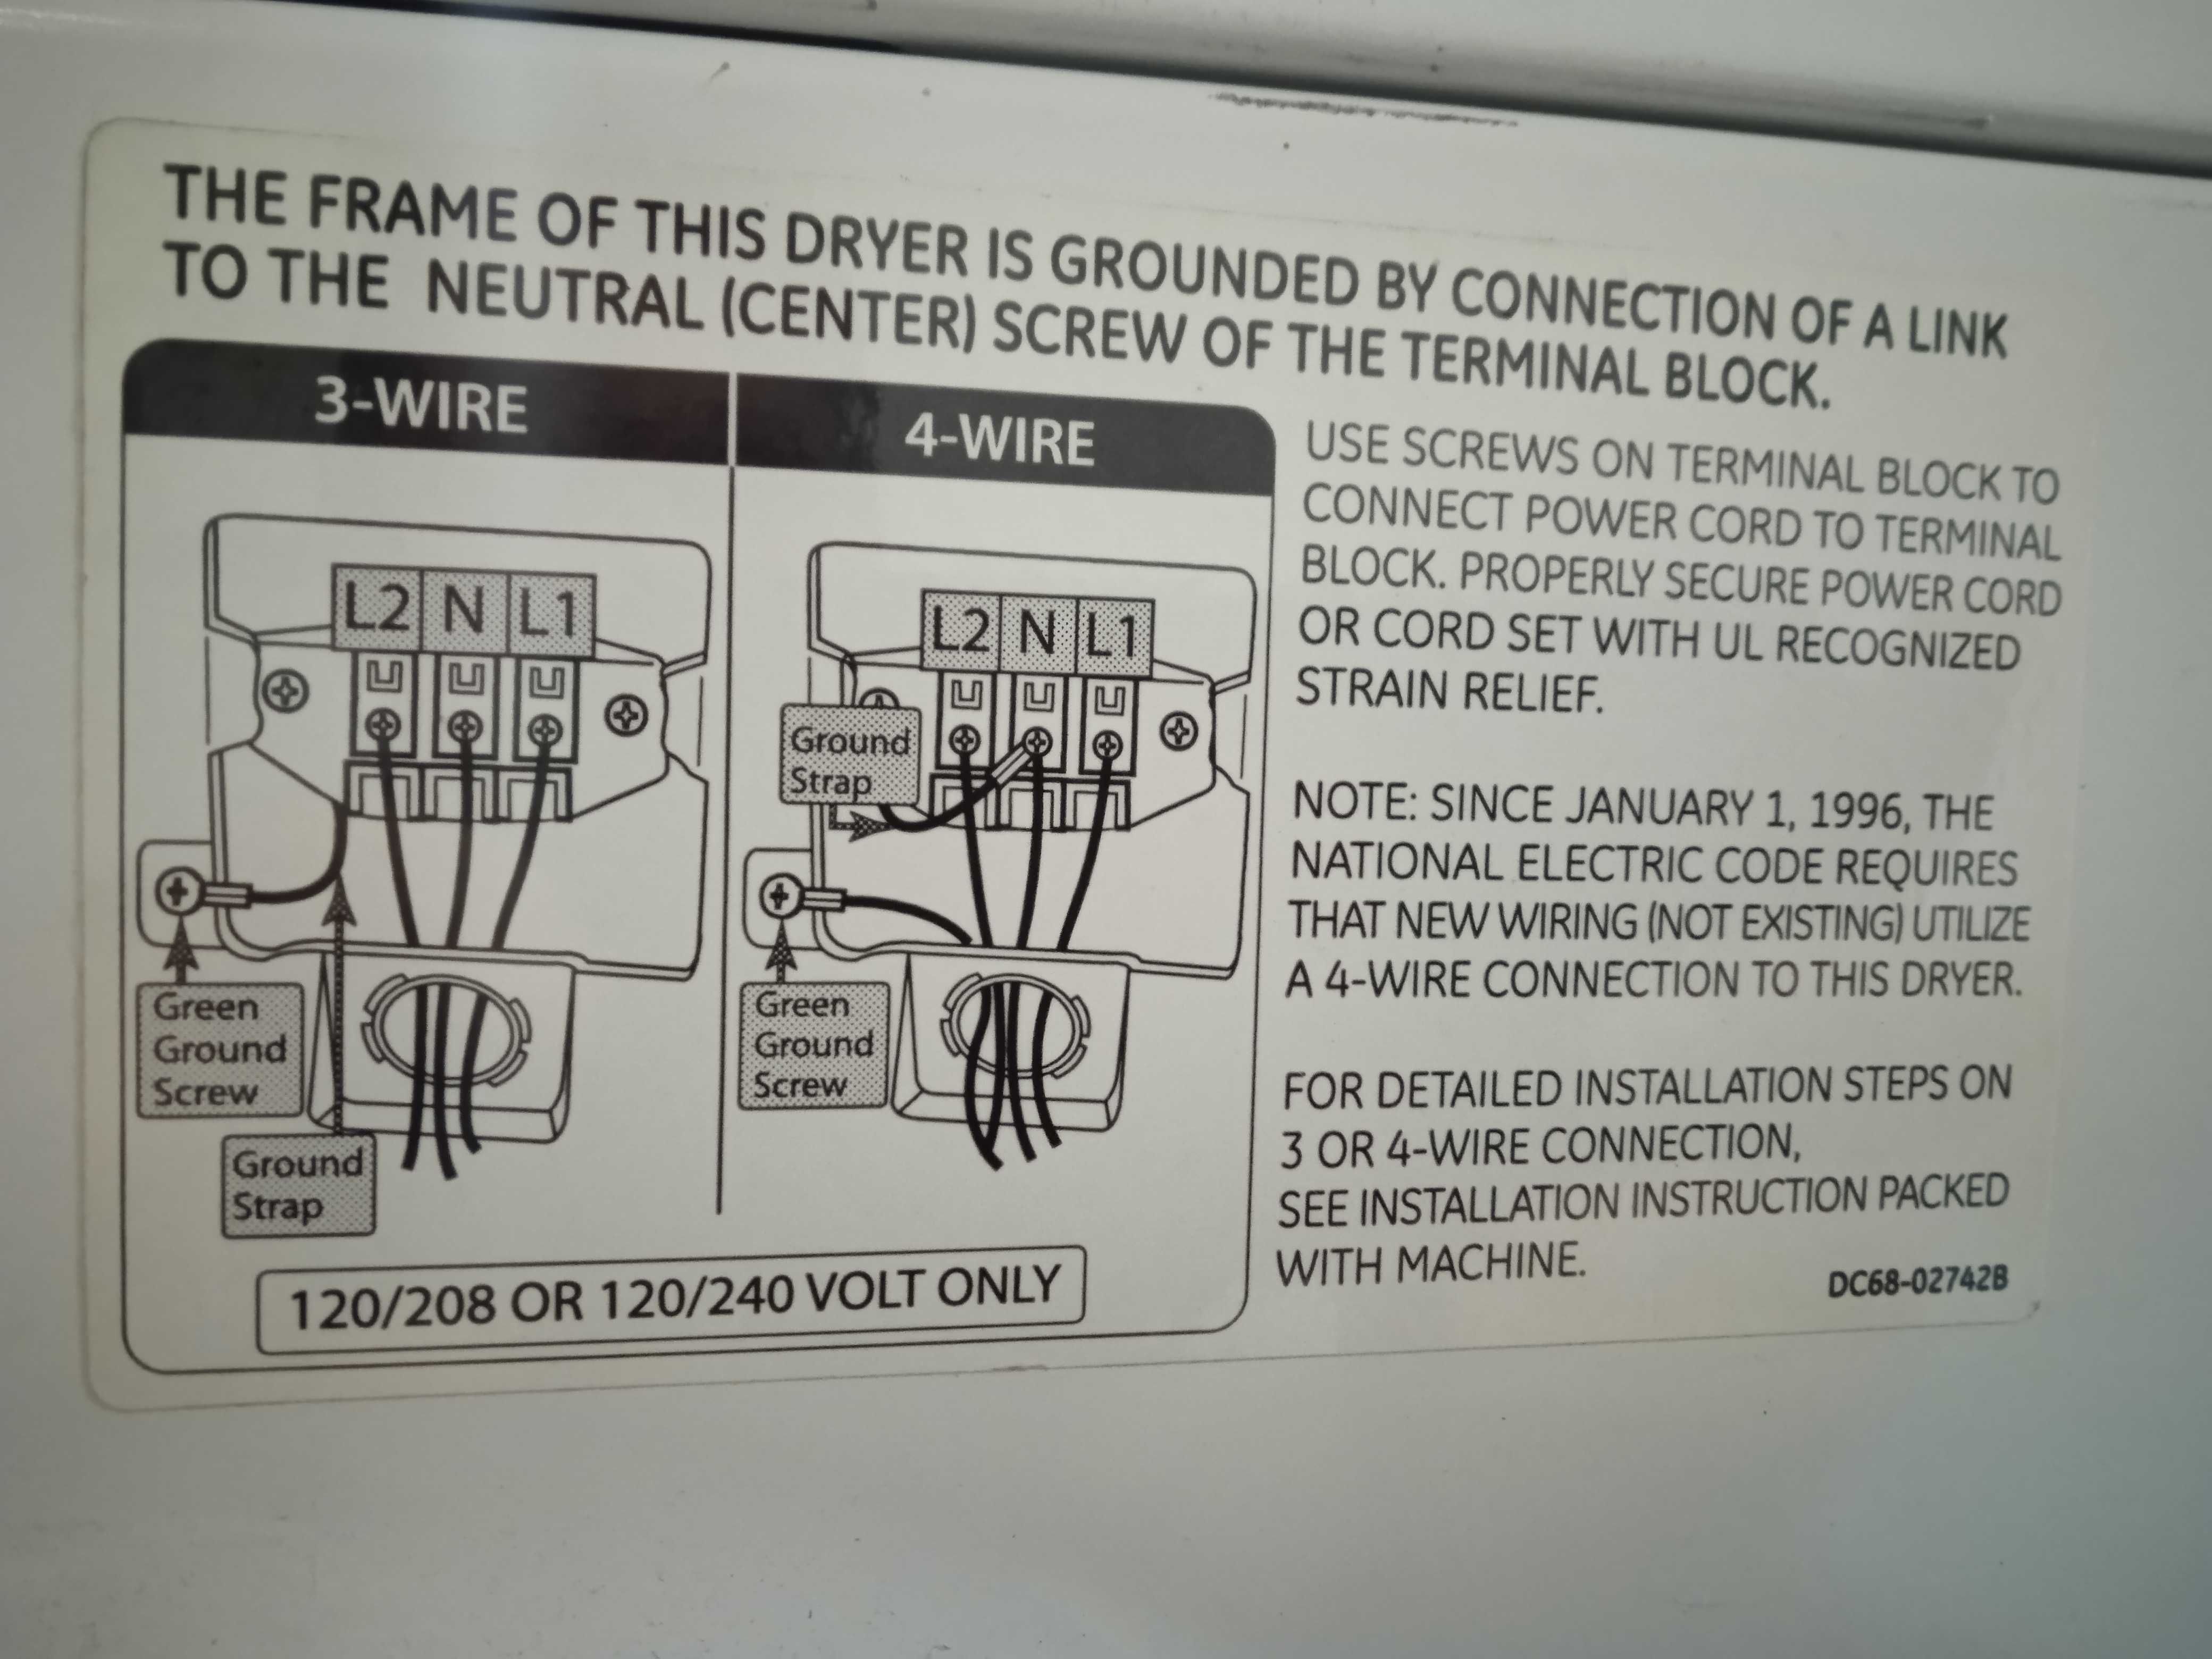 THE FRAME OF THIS DRYER IS GROUNDED BY CONNECTION OF A LINK
TO THE NEUTRAL (CENTER) SCREW OF THE TERMINAL BLOCK.
3-WIRE
L2 N L1
Green
Ground
Screw
Ground
Strap
4-WIRE
L2 N L1
Ground
Strap
Green
Ground
Screw
120/208 OR 120/240 VOLT ONLY
USE SCREWS ON TERMINAL BLOCK TO
CONNECT POWER CORD TO TERMINAL
BLOCK. PROPERLY SECURE POWER CORD
OR CORD SET WITH UL RECOGNIZED
STRAIN RELIEF.
NOTE: SINCE JANUARY 1, 1996, THE
NATIONAL ELECTRIC CODE REQUIRES
THAT NEW WIRING (NOT EXISTING) UTILIZE
A 4-WIRE CONNECTION TO THIS DRYER.
FOR DETAILED INSTALLATION STEPS ON
3 OR 4-WIRE CONNECTION,
SEE INSTALLATION INSTRUCTION PACKED
WITH MACHINE.
DC68-02742B